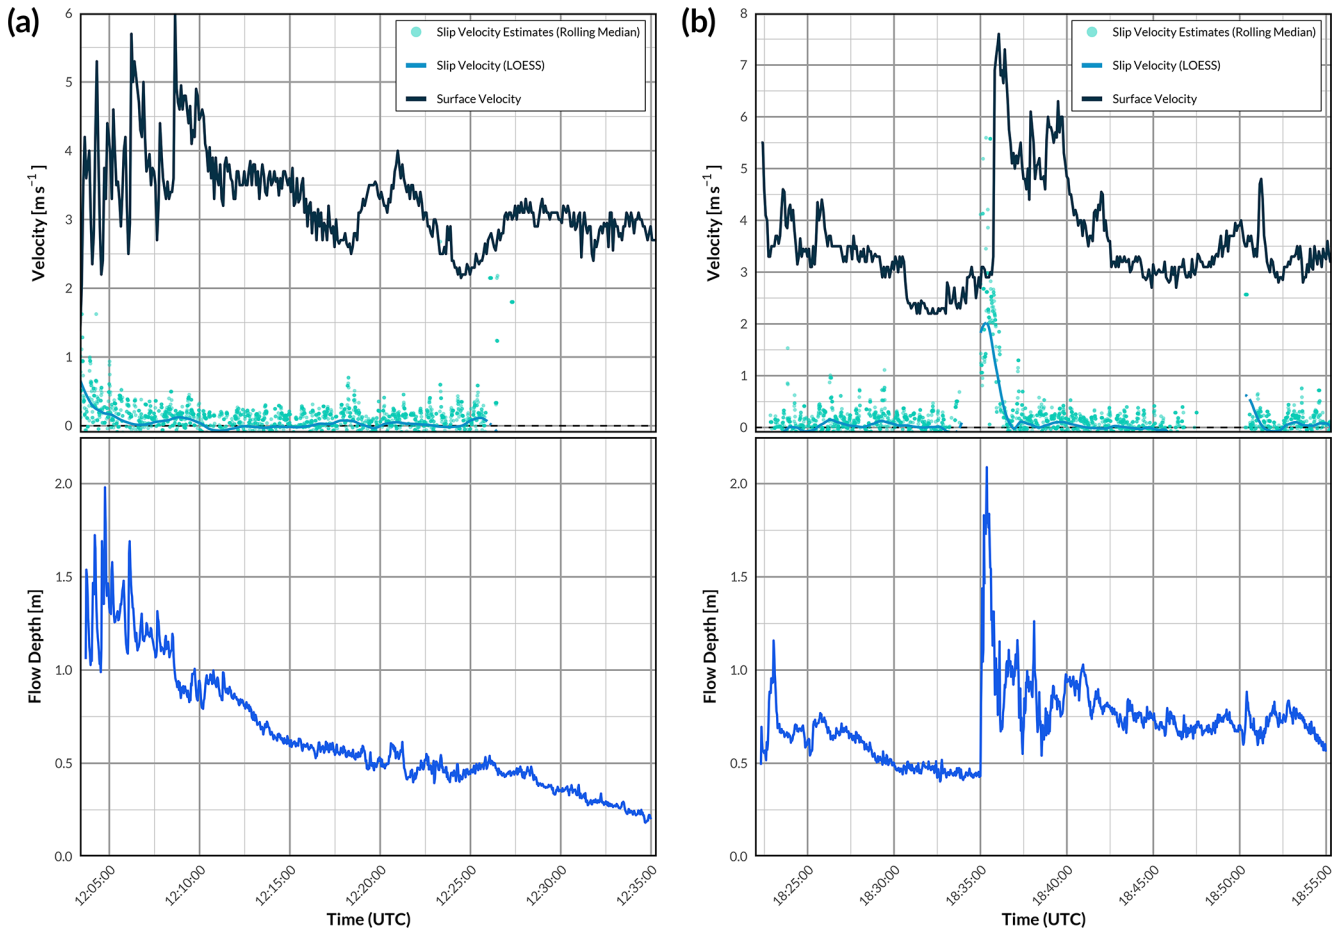 (a)
6
5
4
3
2
1
0
Velocity [m s⁻¹ ]
Slip Velocity Estimates (Rolling Median)
Slip Velocity (LOESS)
Surface Velocity
2.0
1.5
1.0
0.5
0.0
Flow Depth [m]
12:05:00
12:10:00
12:15:00
12:20:00
12:25:00
12:30:00
12:35:00
Time (UTC)
(b)
8
7
6
5
4
3
2
1
0
Velocity [m s⁻¹ ]
Slip Velocity Estimates (Rolling Median)
Slip Velocity (LOESS)
Surface Velocity
2.0
1.5
1.0
0.5
0.0
Flow Depth [m]
18:25:00
18:30:00
18:35:00
18:40:00
18:45:00
18:50:00
18:55:00
Time (UTC)